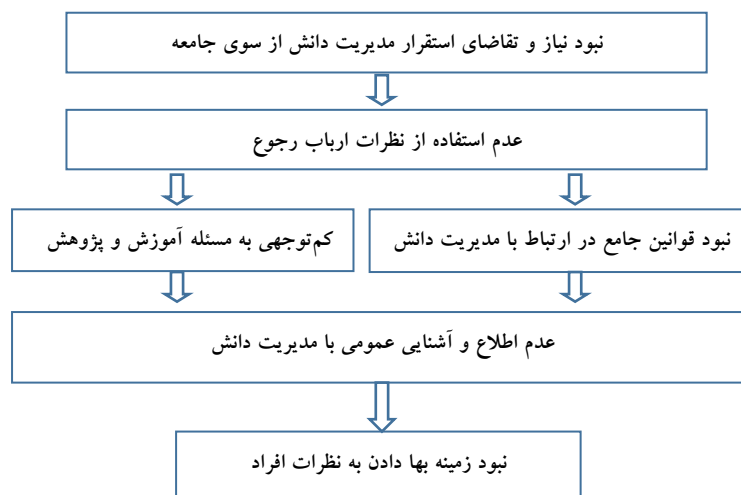 نبود نیاز و تقاضای استقرار مدیریت دانش از سوی جامعه
عدم استفاده از نظرات ارباب رجوع
نبود قوانین جامع در ارتباط با مدیریت دانش
کم‌توجهی به مسئله آموزش و پژوهش
عدم اطلاع و آشنایی عمومی با مدیریت دانش
نبود زمینه بها دادن به نظرات افراد